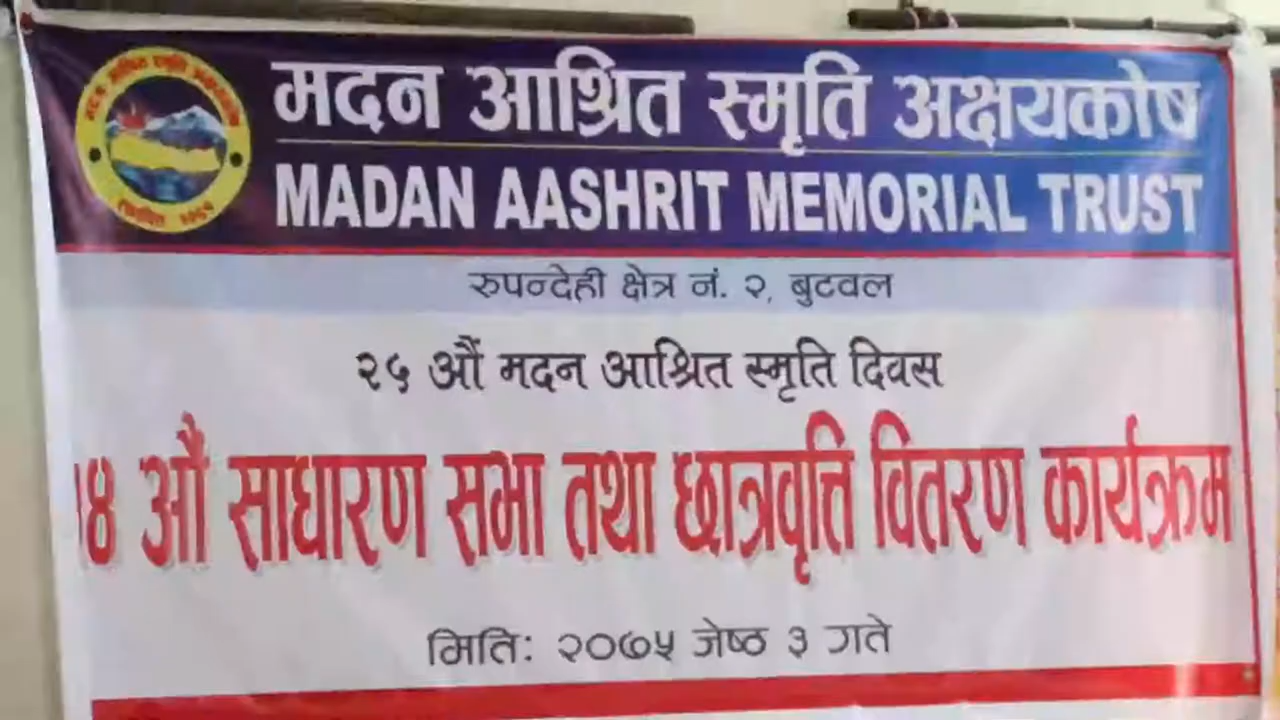 मदन आश्रित स्मृति अक्षयकोष
MADAN AASHRIT MEMORIAL TRUST
रुपन्देही क्षेत्र नं. २, बुटवल
२५ औं मदन आश्रित स्मृति दिवस
१४ औं साधारण सभा तथा छात्रवृत्ति वितरण कार्यक्रम
मिति: २०७५ जेष्ठ ३ गते